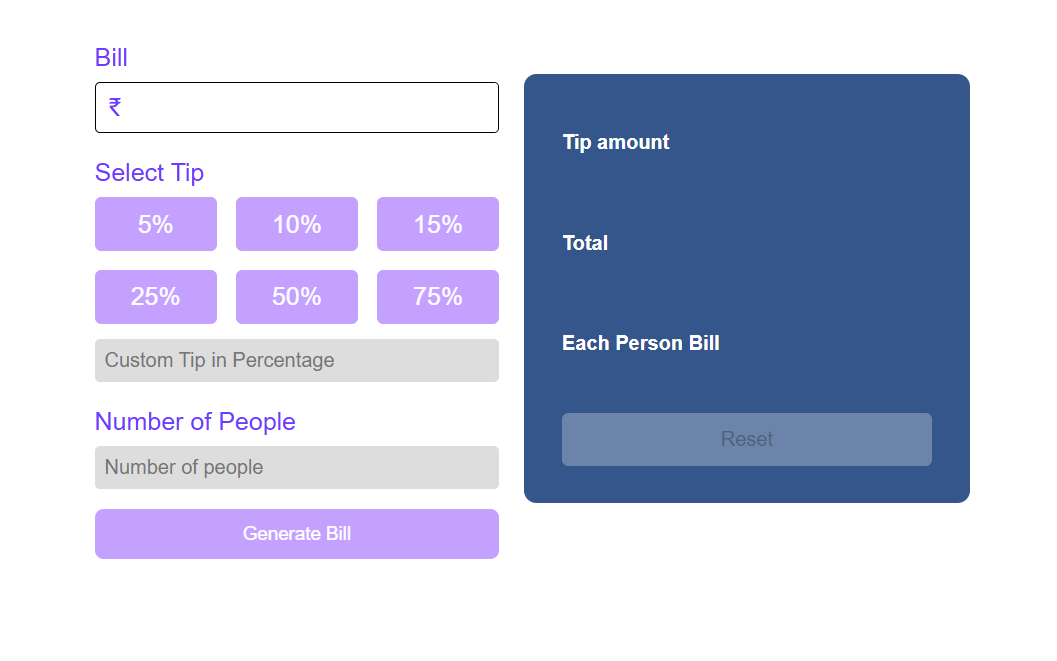 Bill
₹
Select Tip
5% 10% 15%
25% 50% 75%
Custom Tip in Percentage
Number of People
Number of people
Generate Bill
Tip amount
Total
Each Person Bill
Reset